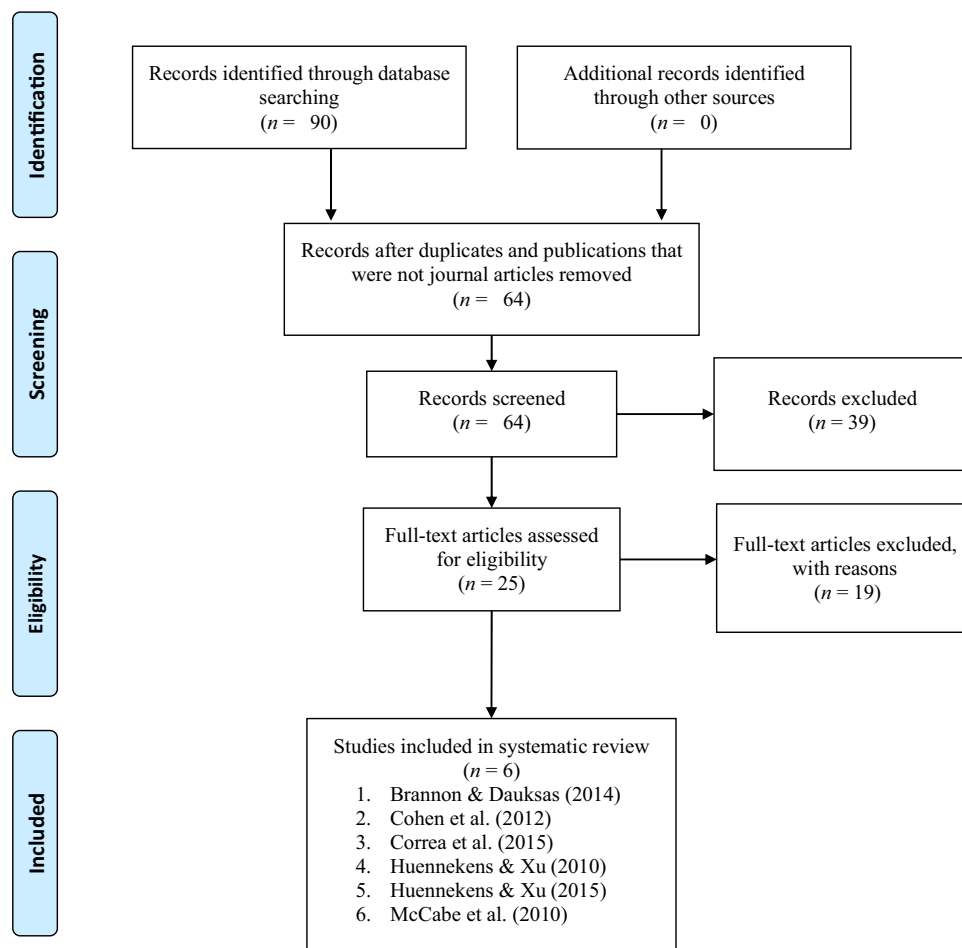 Identification
Records identified through database
searching
(n = 90)
Additional records identified
through other sources
(n = 0)
Screening
Records after duplicates and publications that
were not journal articles removed
(n = 64)
Records screened
(n = 64)
Records excluded
(n = 39)
Eligibility
Full-text articles assessed
for eligibility
(n = 25)
Full-text articles excluded,
with reasons
(n = 19)
Included
Studies included in systematic review
(n = 6)
1. Brannon & Dauksas (2014)
2. Cohen et al. (2012)
3. Correa et al. (2015)
4. Huennekens & Xu (2010)
5. Huennekens & Xu (2015)
6. McCabe et al. (2010)